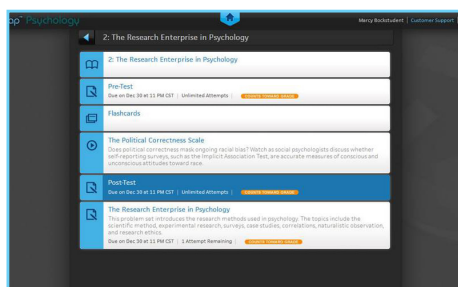 op™ Psychology
Mercy Rockstudent | Customer Support
2: The Research Enterprise in Psychology
2: The Research Enterprise in Psychology
Pre-Test
Due on Dec 30 at 11 PM CST | Unlimited Attempts | COUNTS TOWARD GRADE
Flashcards
The Political Correctness Scale
Does political correctness mask ongoing racial bias? Watch as social psychologists discuss whether
self-reporting surveys, such as the Implicit Association Test, are accurate measures of conscious and
unconscious attitudes toward race.
Post-Test
Due on Dec 30 at 11 PM CST | Unlimited Attempts | COUNTS TOWARD GRADE
The Research Enterprise in Psychology
This problem set introduces the research methods used in psychology. The topics include the
scientific method, experimental research, surveys, case studies, correlations, naturalistic observation,
and research ethics.
Due on Dec 30 at 11 PM CST | 1 Attempt Remaining | COUNTS TOWARD GRADE